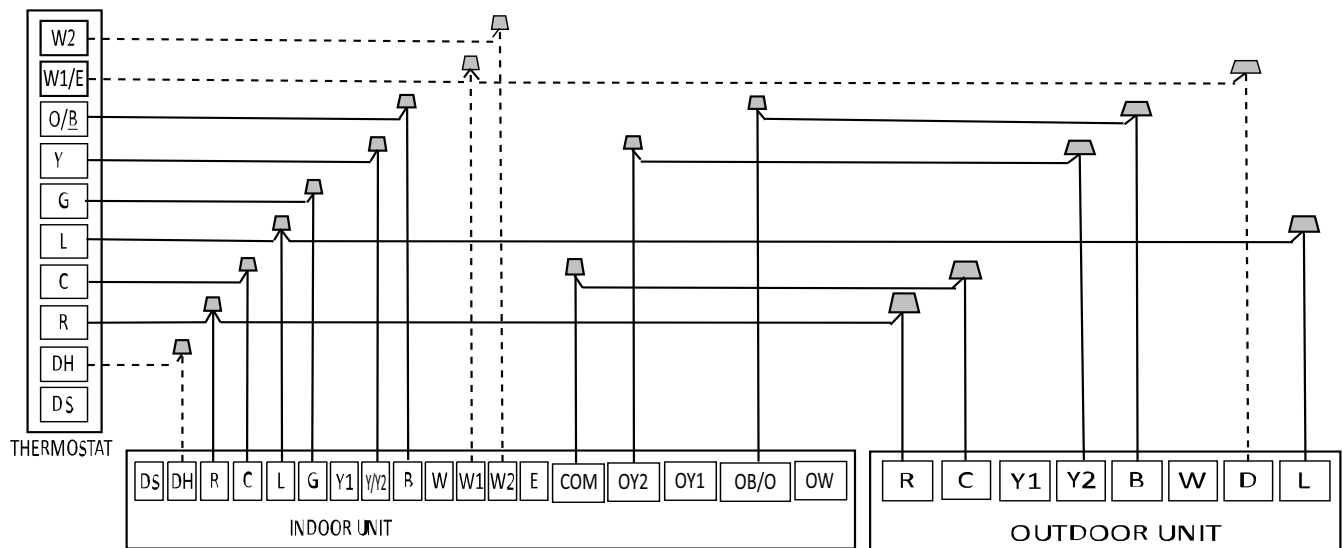 W2
W1/E
O/B
Y
G
L
C
R
DH
DS
THERMOSTAT
DS DH R C L G Y1 Y/Y2 B W W1 W2 E COM OY2 OY1 OB/O OW
INDOOR UNIT
R C Y1 Y2 B W D L
OUTDOOR UNIT